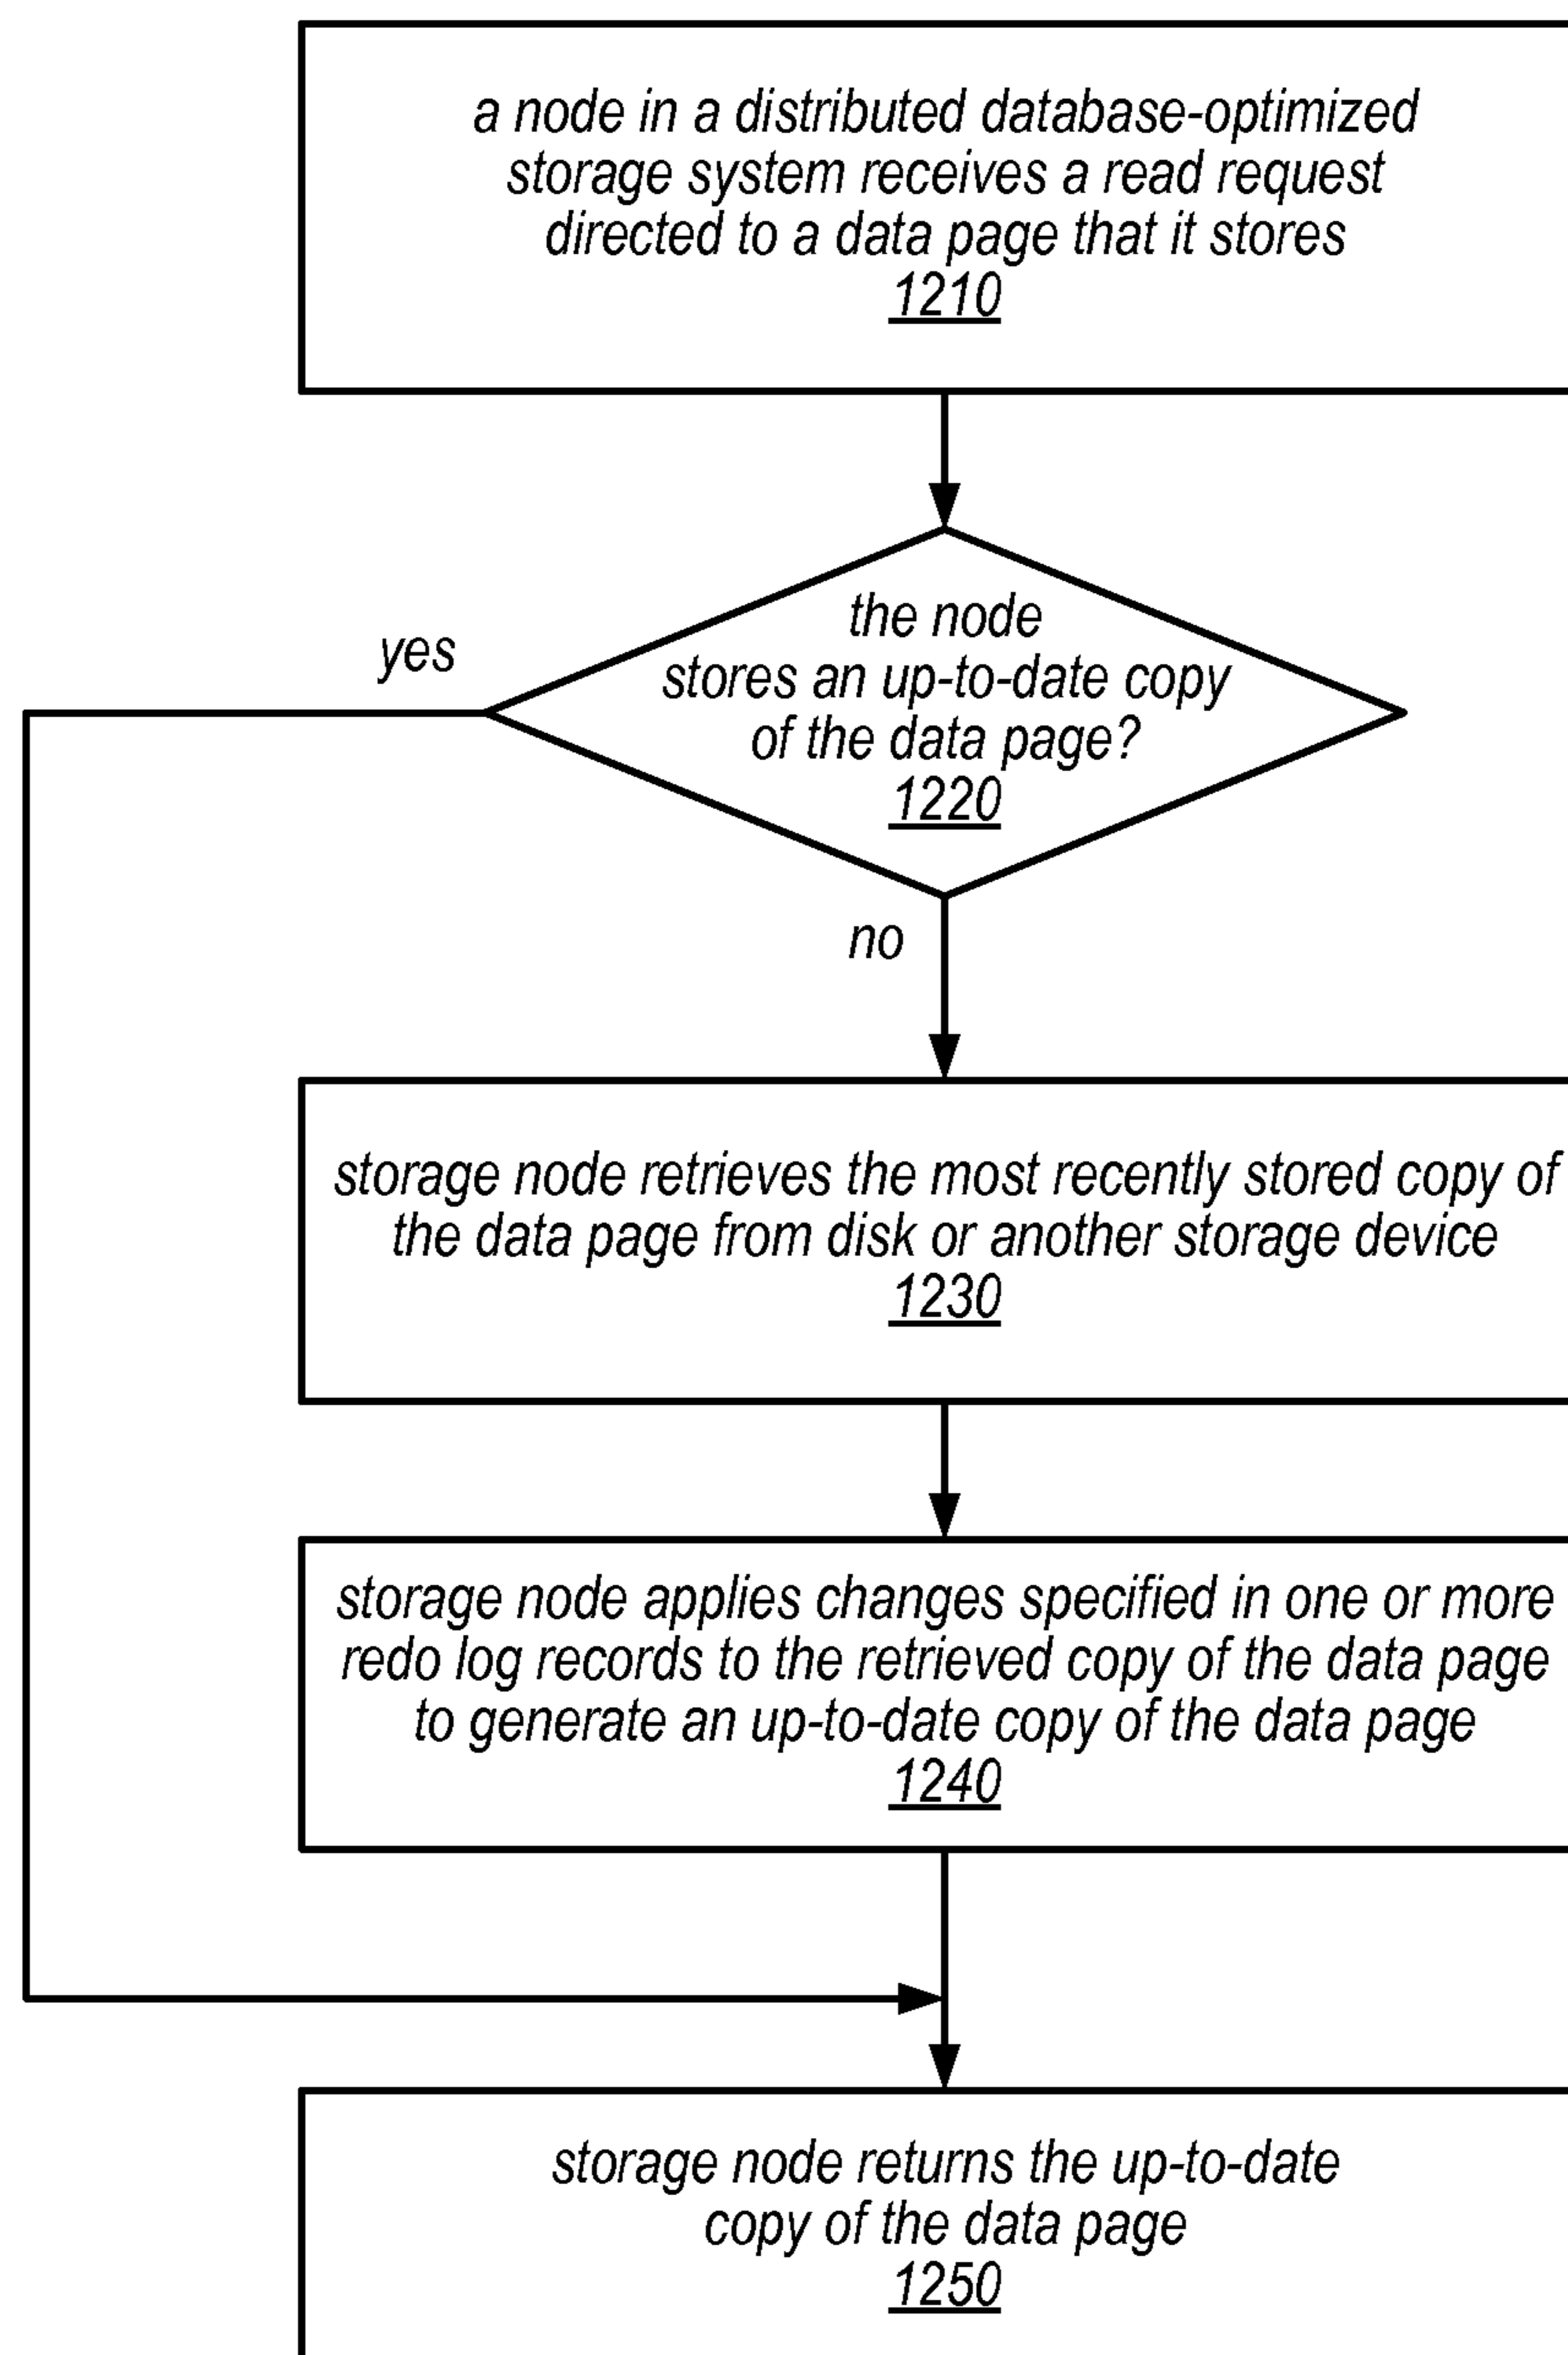 a node in a distributed database-optimized
storage system receives a read request
directed to a data page that it stores
1210
the node
stores an up-to-date copy
of the data page?
1220
yes
no
storage node retrieves the most recently stored copy of
the data page from disk or another storage device
1230
storage node applies changes specified in one or more
redo log records to the retrieved copy of the data page
to generate an up-to-date copy of the data page
1240
storage node returns the up-to-date
copy of the data page
1250